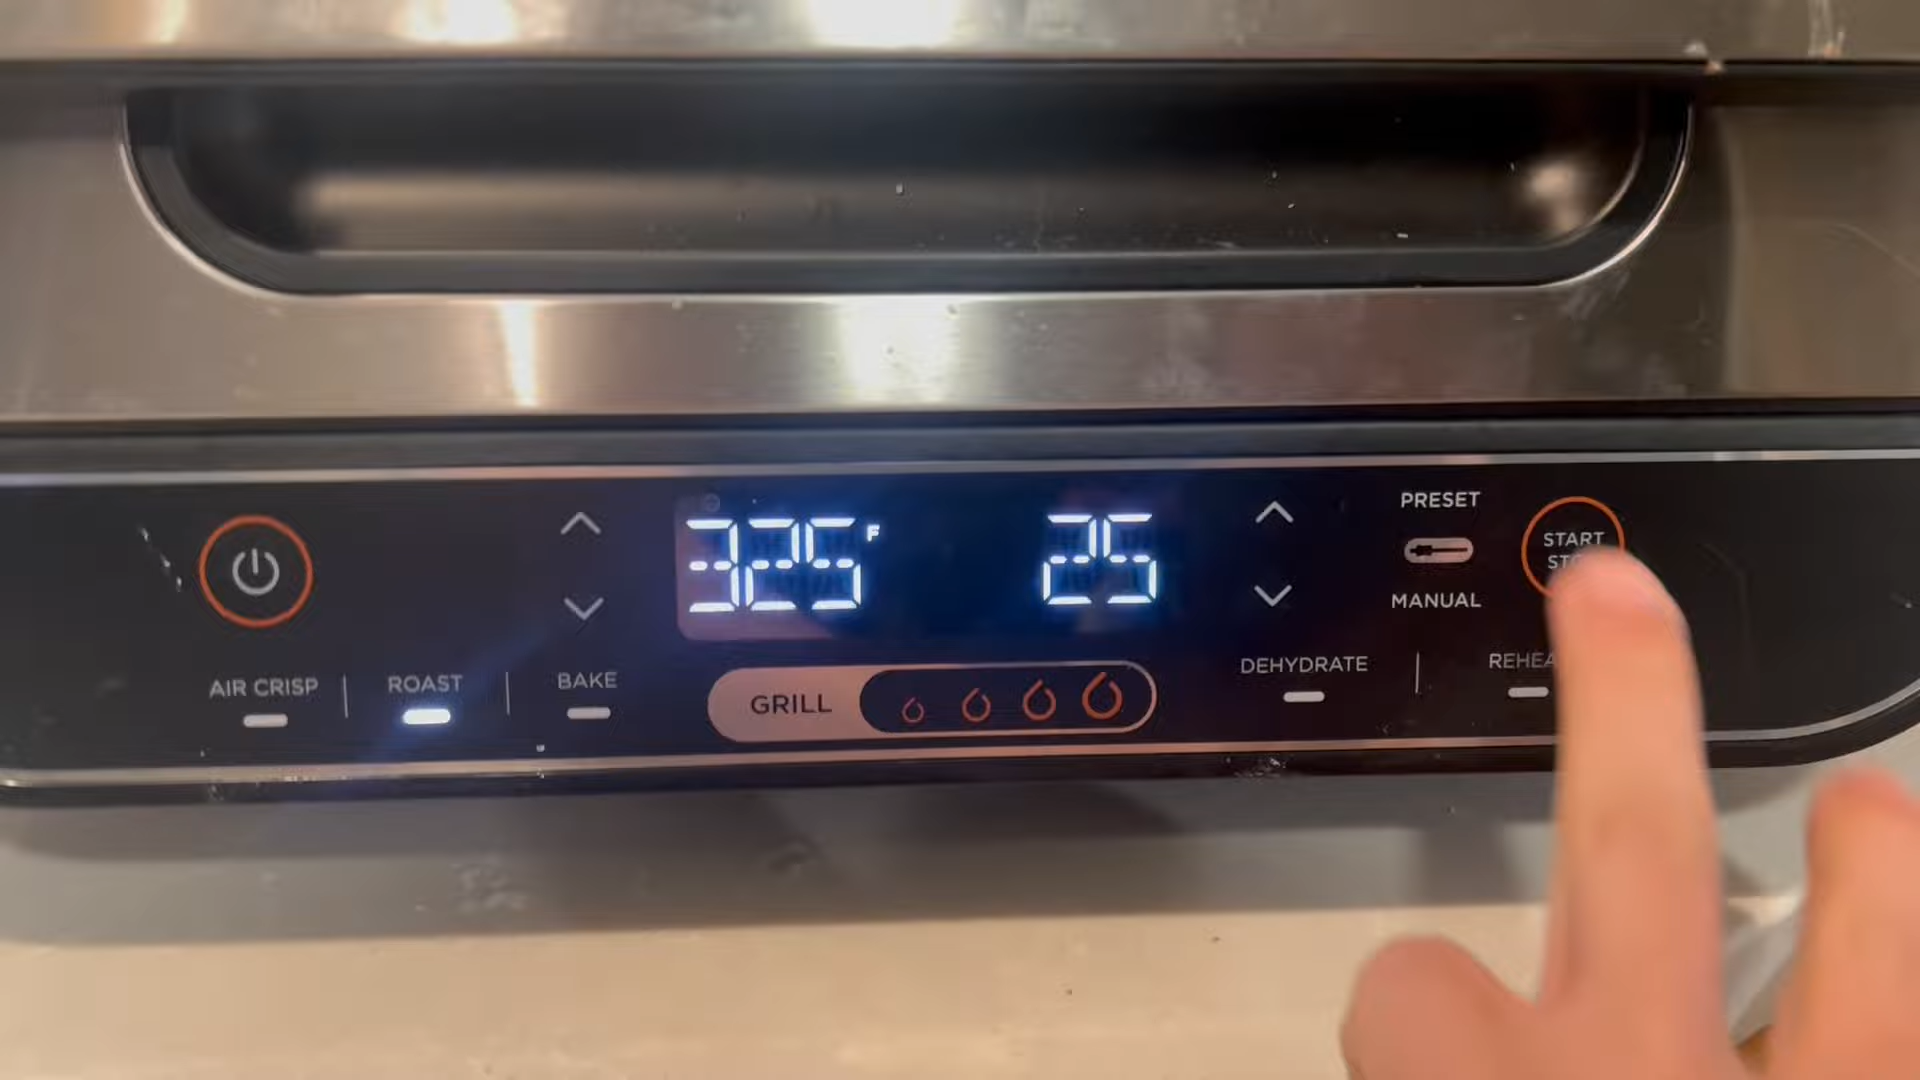 325 F
25
PRESET
MANUAL
START
AIR CRISP
ROAST
BAKE
GRILL
DEHYDRATE